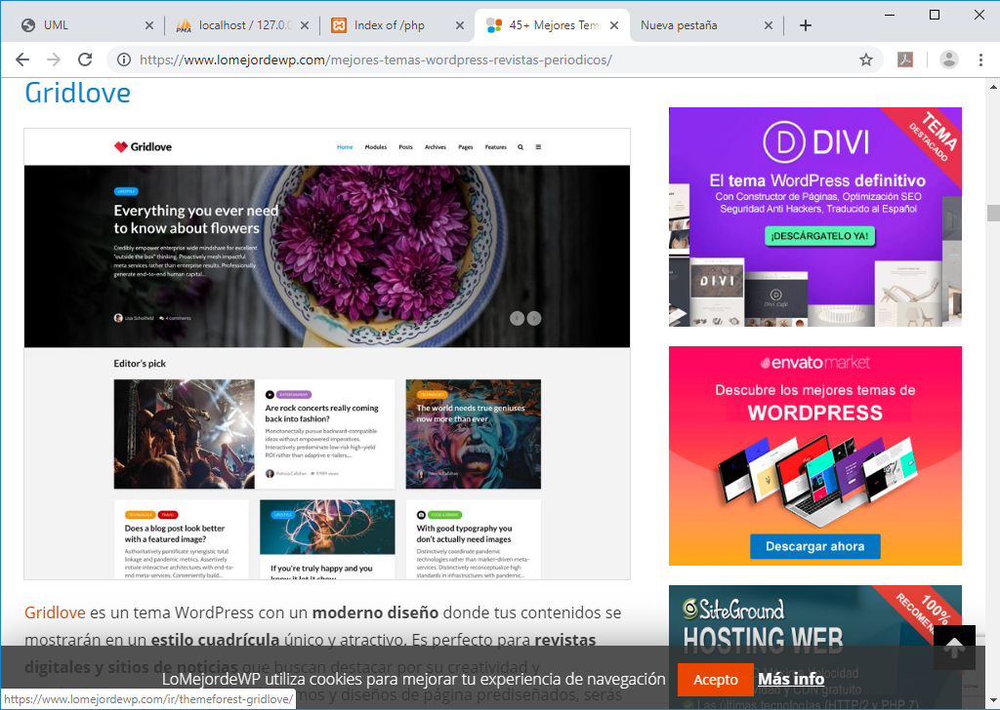 UML
localhost / 127.0.0
Index of /php
45+ Mejores Tem
Nueva pestaña
https://www.lomejordewp.com/mejores-temas-wordpress-revistas-periodicos/
Gridlove
Gridlove
Home Modules Posts Archives Pages Features
LIFESTYLE
Everything you ever need
to know about flowers
Credibly empower enterprise wide mindshare for excellent
"outside the box" thinking. Proactively mesh impactful
meta services rather than enterprise results. Professionally
generate end-to-end human capital...
Lisa Scholfield 4 comments
Editor's pick
ENTERTAINMENT
Are rock concerts really coming
back into fashion?
Monotonectally pursue backward-compatible
ideas without empowered imperatives.
Interactively predominate low-risk high-yield
ROI rather than adaptive e-tailers....
Patricia Callahan 9,989 views
TECHNOLOGY
The world needs true geniuses
now more than ever
Patricia Callahan
TECHNOLOGY TRAVEL
Does a blog post look better
with a featured image?
Authoritatively pontificate synergistic total
linkage and pandemic metrics. Assertively
initiate interactive architectures with end-to-
end meta-services. Conveniently build...
LIFESTYLE
If you're truly happy and you
know it let it show
FOOD & DRINKS
With good typography you
don't actually need images
Distinctively coordinate pandemic
technologies rather than market-driven meta-
services. Distinctively reconceptualize high
standards in infrastructures with pandemic...
Gridlove es un tema WordPress con un moderno diseño donde tus contenidos se
mostrarán en un estilo cuadrícula único y atractivo. Es perfecto para revistas
digitales y sitios de noticias que buscan destacar por su creatividad y
mos y diseños de página prediseñados, serás
TEMA
DESTACADO
DIVI
El tema WordPress definitivo
Con Constructor de Páginas, Optimización SEO
Seguridad Anti Hackers, Traducido al Español
¡DESCÁRGATELO YA!
DIVI
Divi Café
envatomarket
Descubre los mejores temas de
WORDPRESS
Descargar ahora
100%
RECOMEN
SiteGround
HOSTING WEB
Las últimas tecnologías (HTTP/2 y PHP 7)
LoMejordeWP utiliza cookies para mejorar tu experiencia de navegación
Acepto
Más info
https://www.lomejordewp.com/ir/themeforest-gridlove/